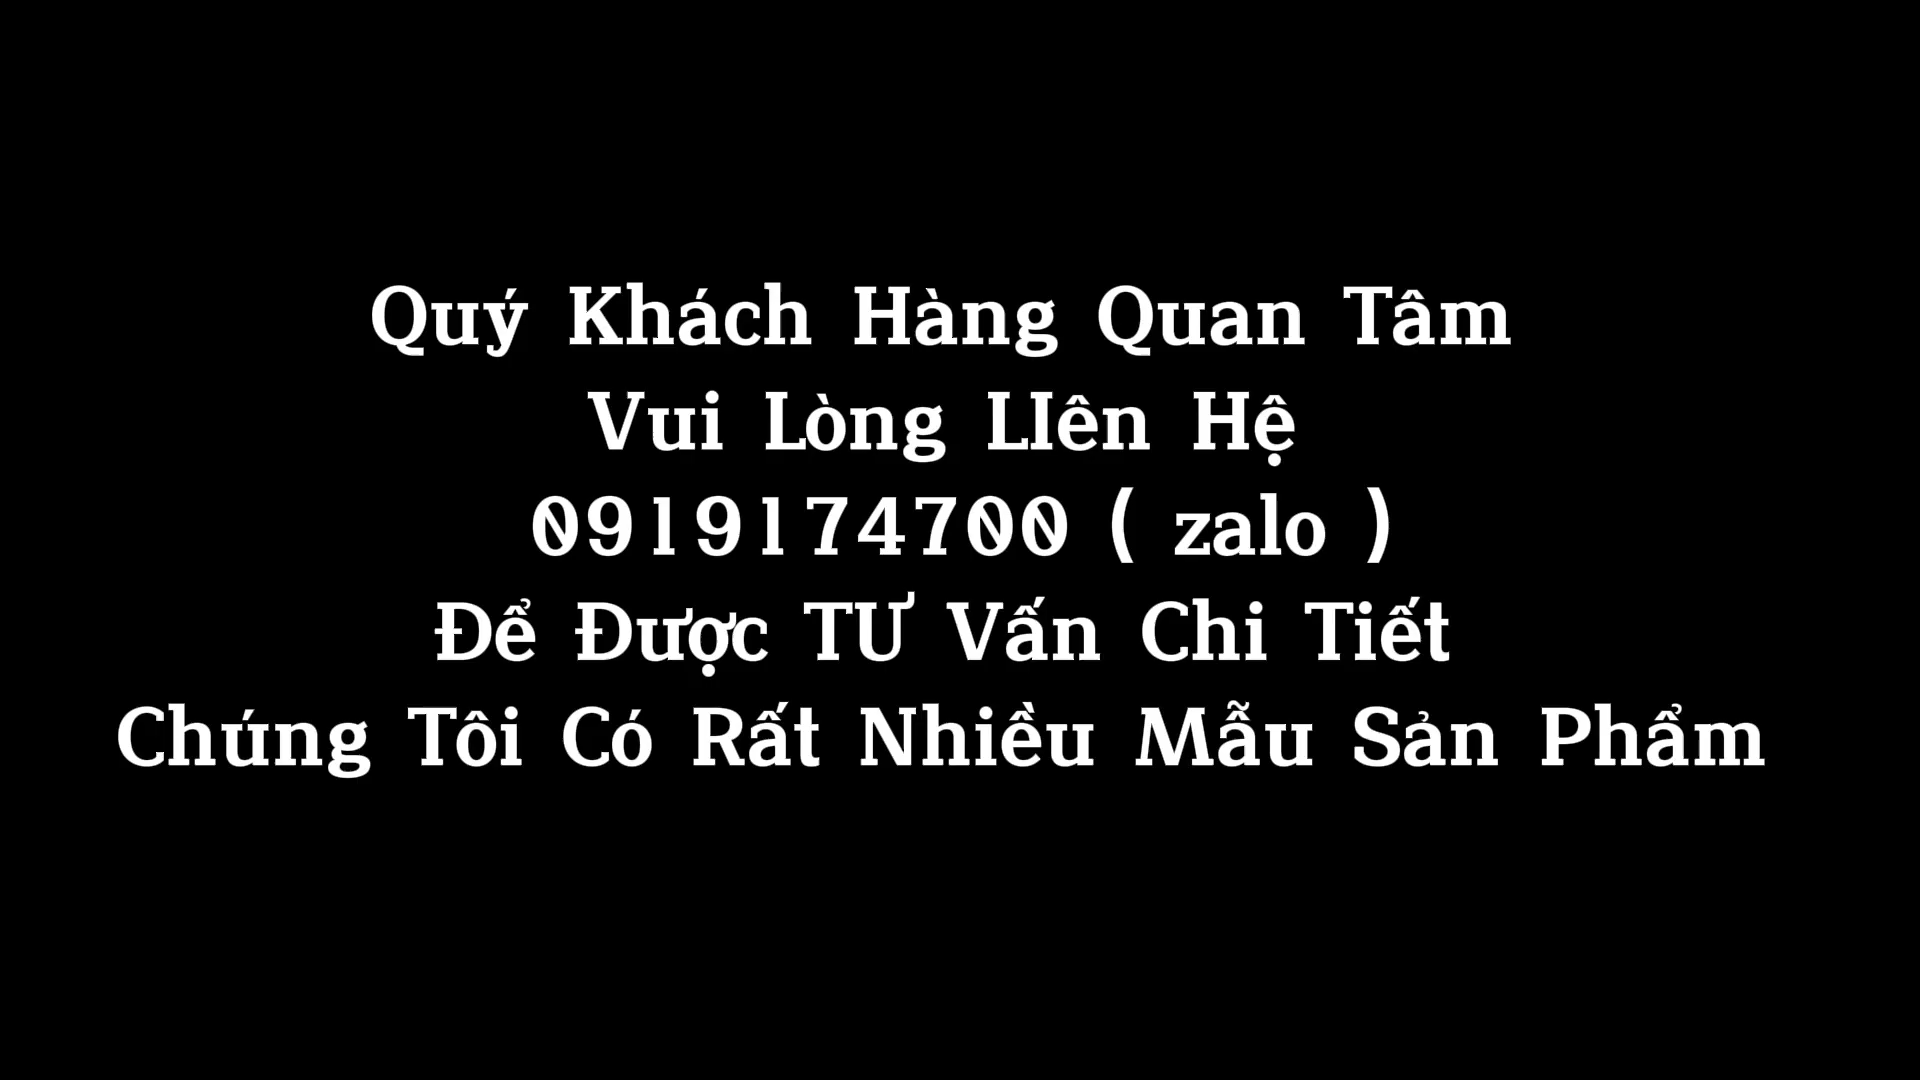 Quý Khách Hàng Quan Tâm
Vui Lòng LIên Hệ
0919174700 ( zalo )
Để Được TƯ Vấn Chi Tiết
Chúng Tôi Có Rất Nhiều Mẫu Sản Phẩm